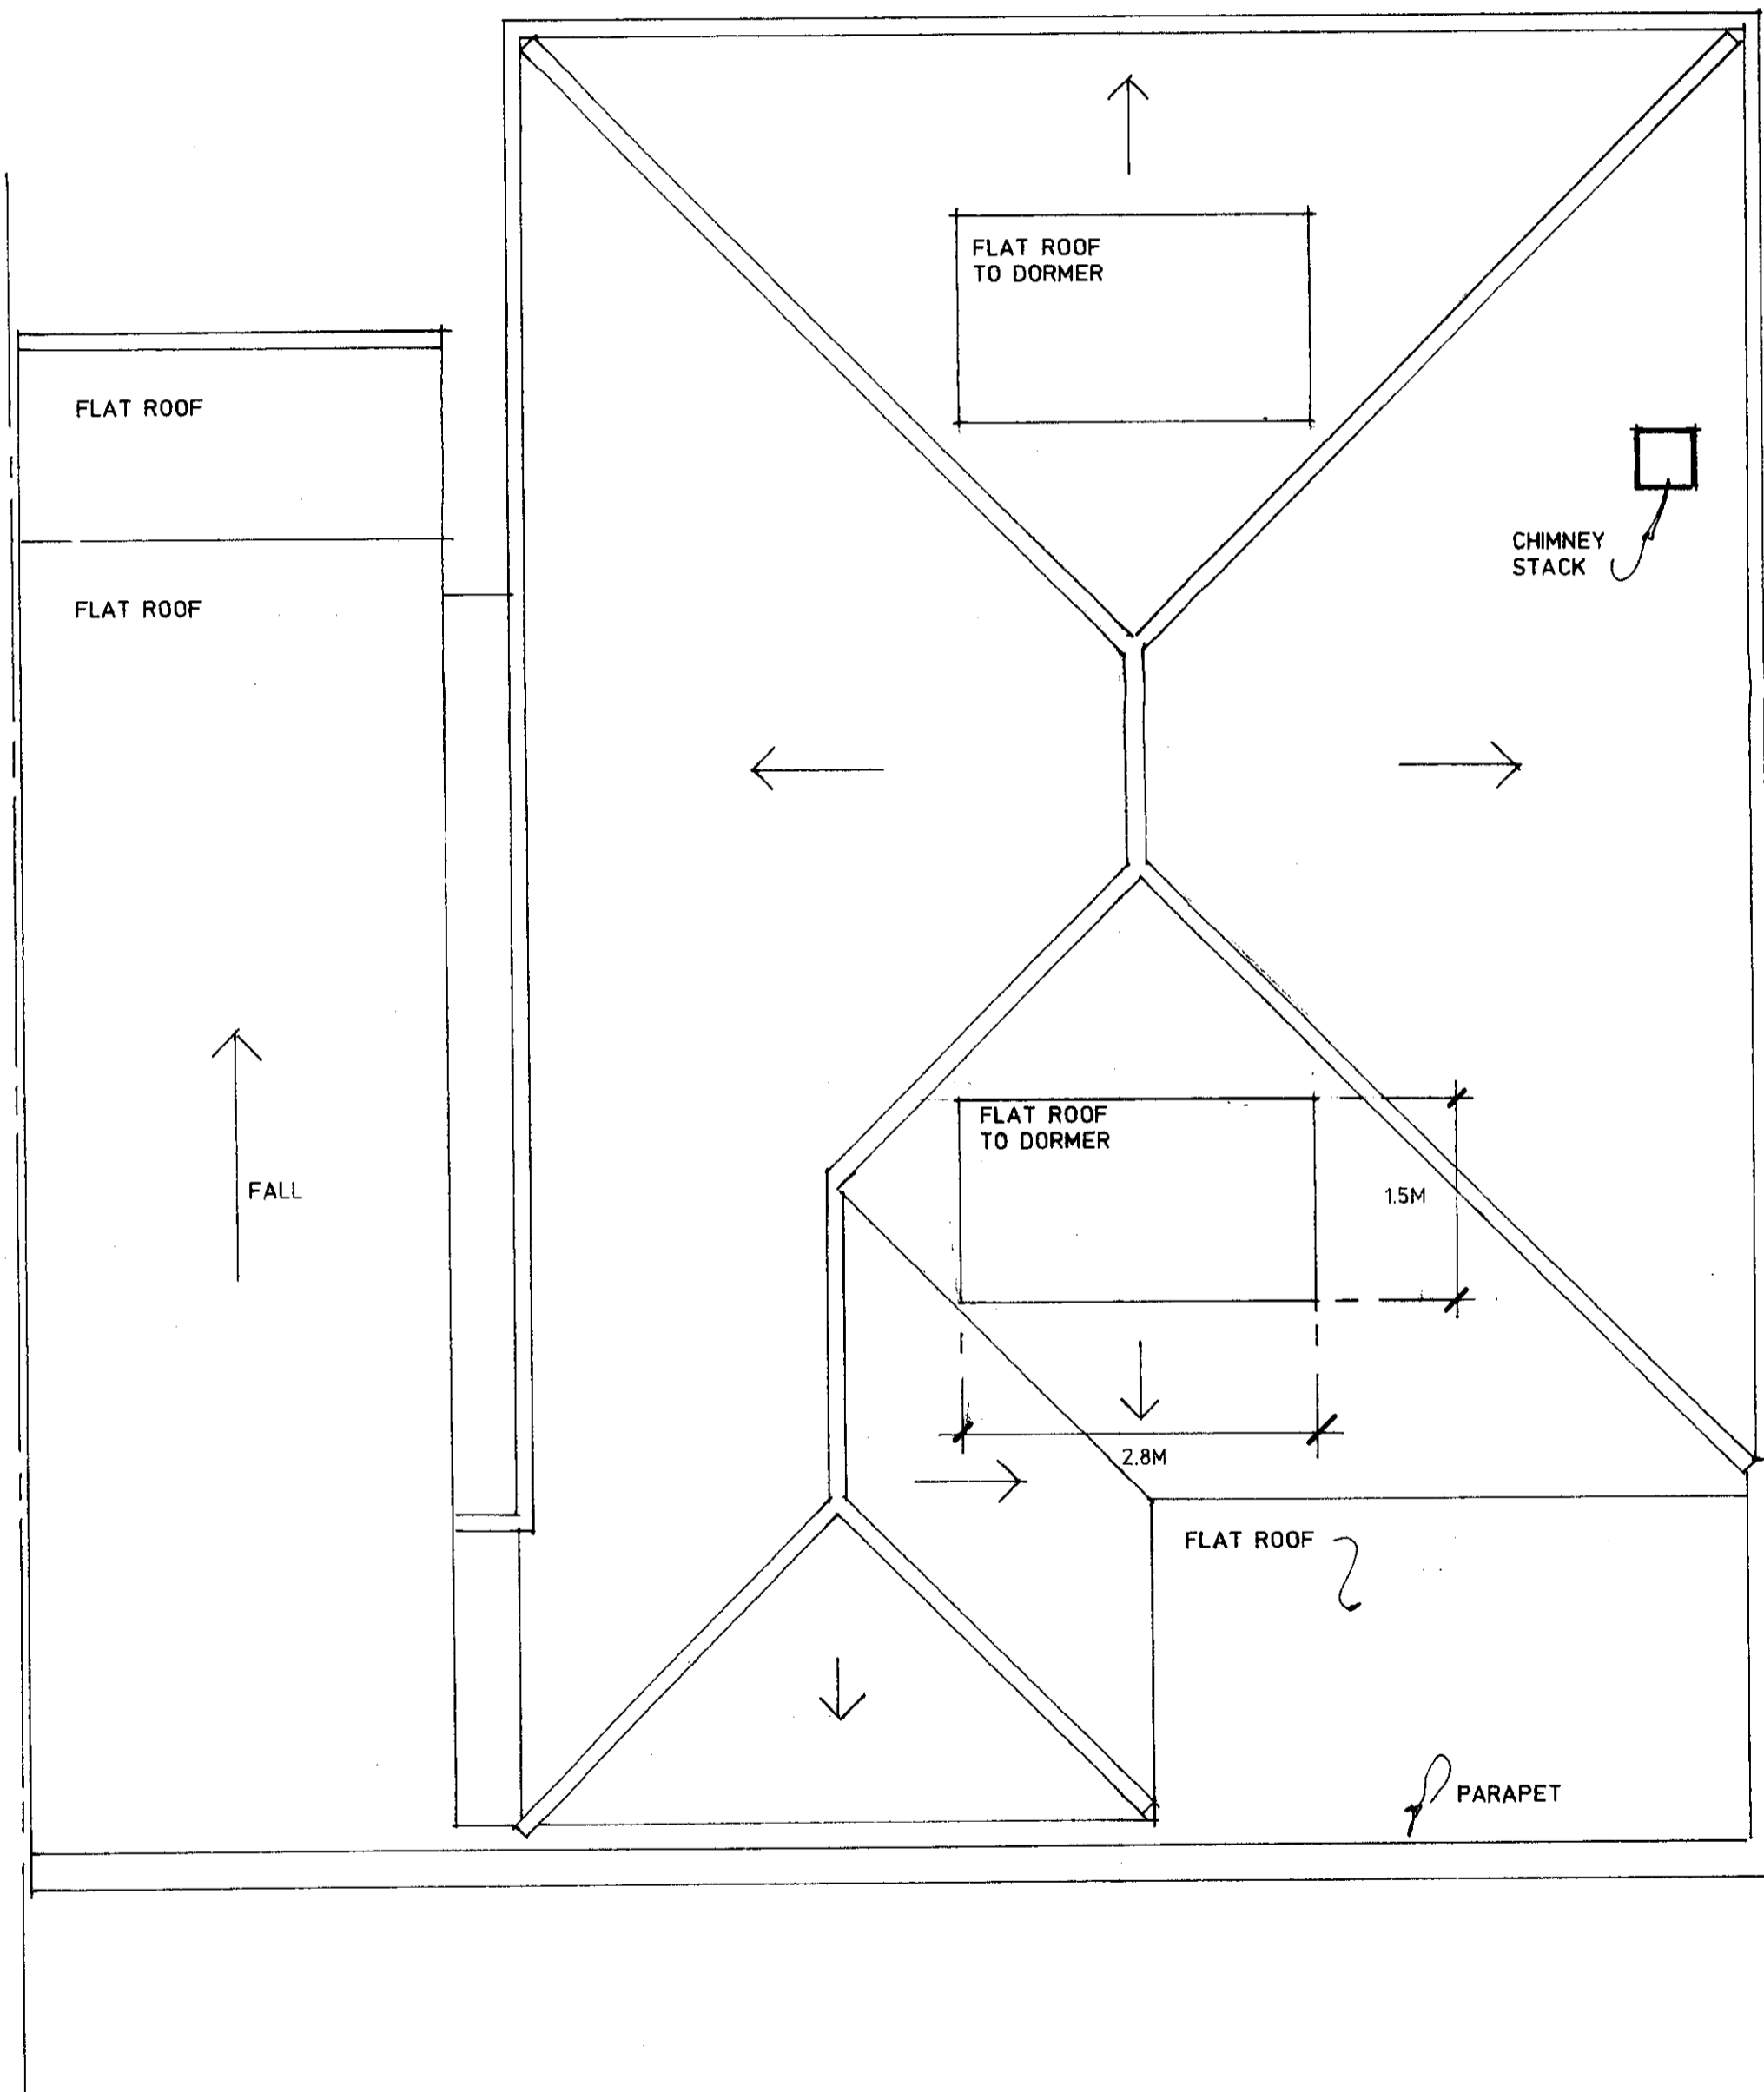 FLAT ROOF
TO DORMER
FLAT ROOF
CHIMNEY
STACK
FLAT ROOF
FLAT ROOF
TO DORMER
FALL
1.5M
2.8M
FLAT ROOF
PARAPET